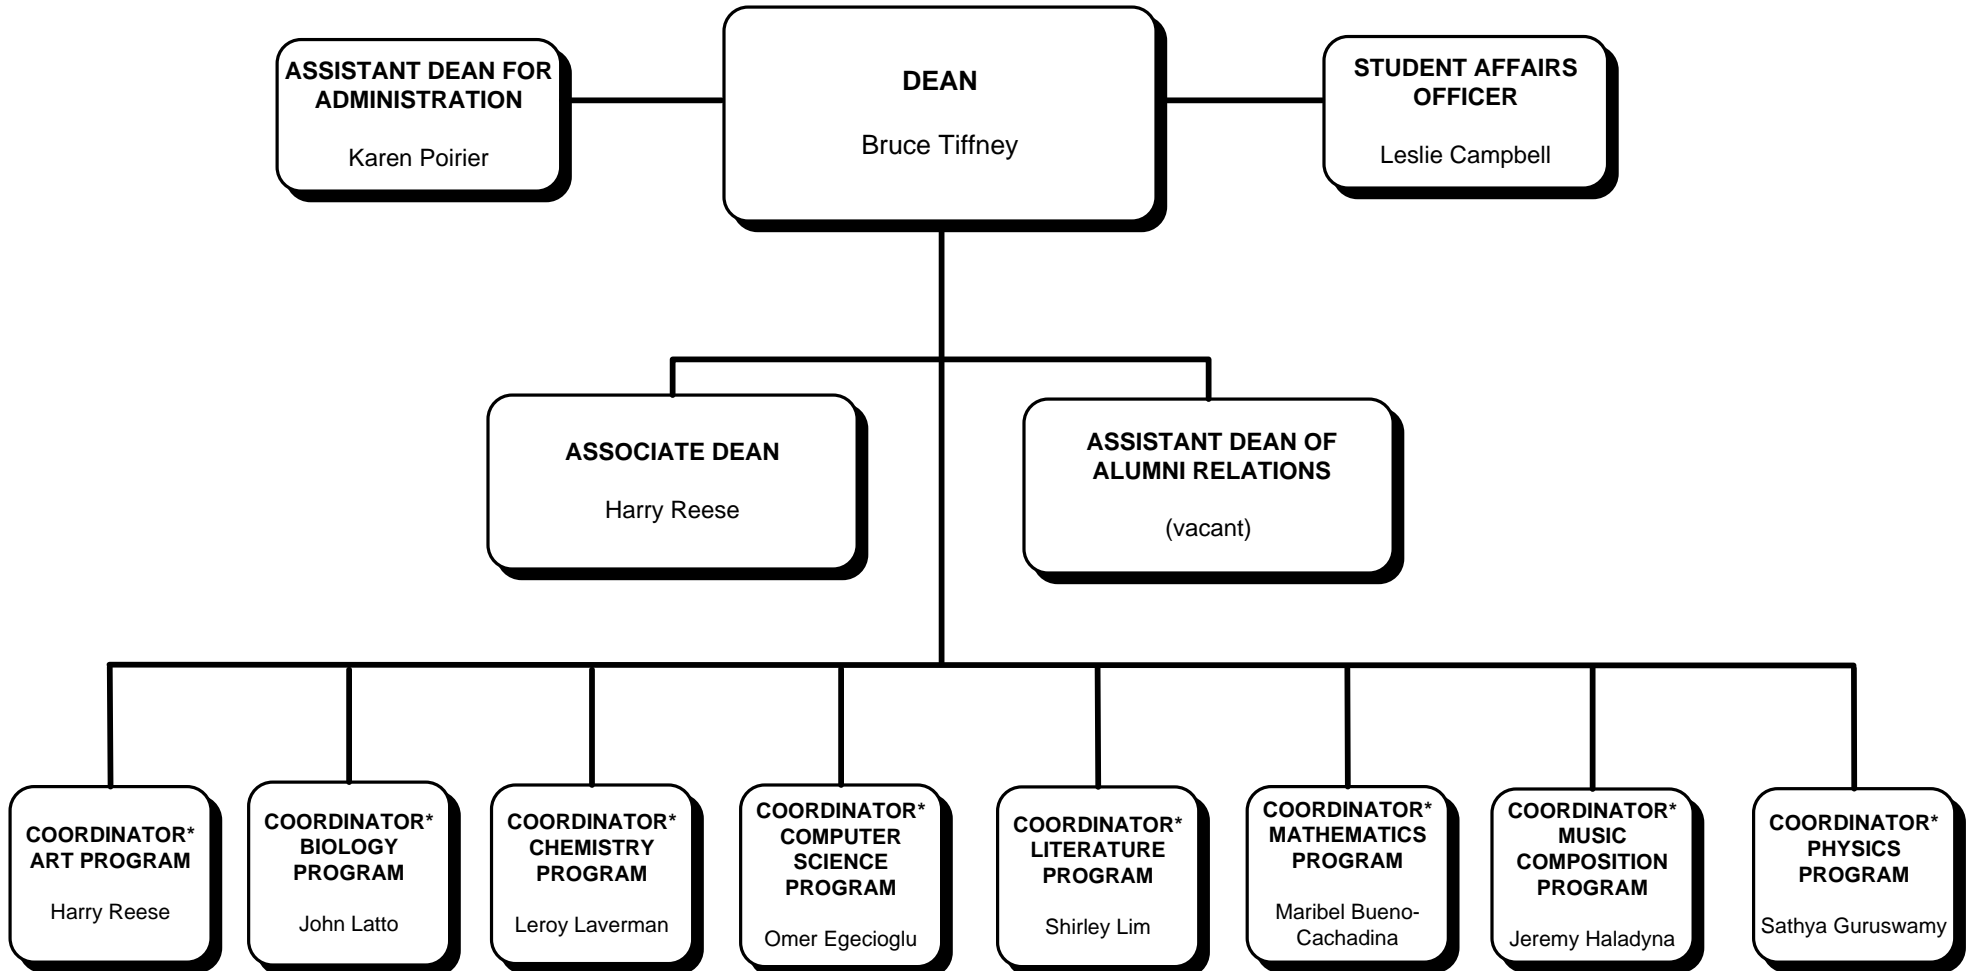 ASSISTANT DEAN FOR
ADMINISTRATION
Karen Poirier
DEAN
Bruce Tiffney
STUDENT AFFAIRS
OFFICER
Leslie Campbell
ASSOCIATE DEAN
Harry Reese
ASSISTANT DEAN OF
ALUMNI RELATIONS
(vacant)
COORDINATOR*
ART PROGRAM
Harry Reese
COORDINATOR*
BIOLOGY
PROGRAM
John Latto
COORDINATOR*
CHEMISTRY
PROGRAM
Leroy Laverman
COORDINATOR*
COMPUTER
SCIENCE
PROGRAM
Omer Egecioglu
COORDINATOR*
LITERATURE
PROGRAM
Shirley Lim
COORDINATOR*
MATHEMATICS
PROGRAM
Maribel Bueno-
Cachadina
COORDINATOR*
MUSIC
COMPOSITION
PROGRAM
Jeremy Haladyna
COORDINATOR*
PHYSICS
PROGRAM
Sathya Guruswamy